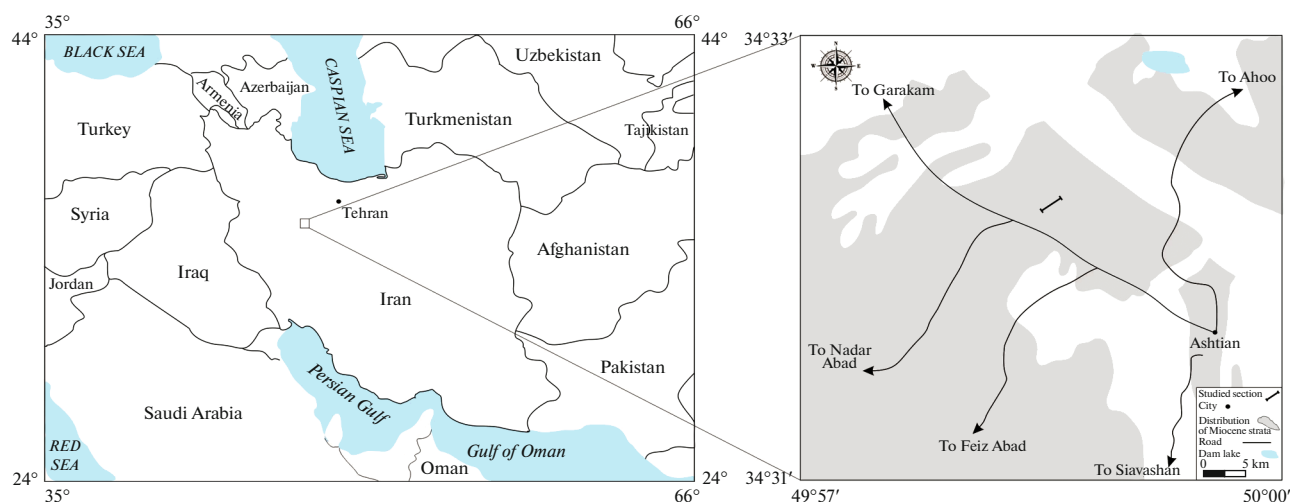 35°
66°
44°
BLACK SEA
CASPIAN SEA
Uzbekistan
44°
Armenia
Azerbaijan
Turkey
Turkmenistan
Tajikistan
Tehran
Syria
Iraq
Afghanistan
Jordan
Iran
Pakistan
Persian Gulf
Saudi Arabia
RED
SEA
Gulf of Oman
Oman
24°
24°
35°
66°
34°33′
N
W
E
S
To Garakam
To Ahoo
To Nadar
Abad
Ashtian
To Feiz Abad
To Siavashan
Studied section
City
Distribution
of Miocene strata
Road
Dam lake
0 5 km
34°31′
49°57′
50°00′